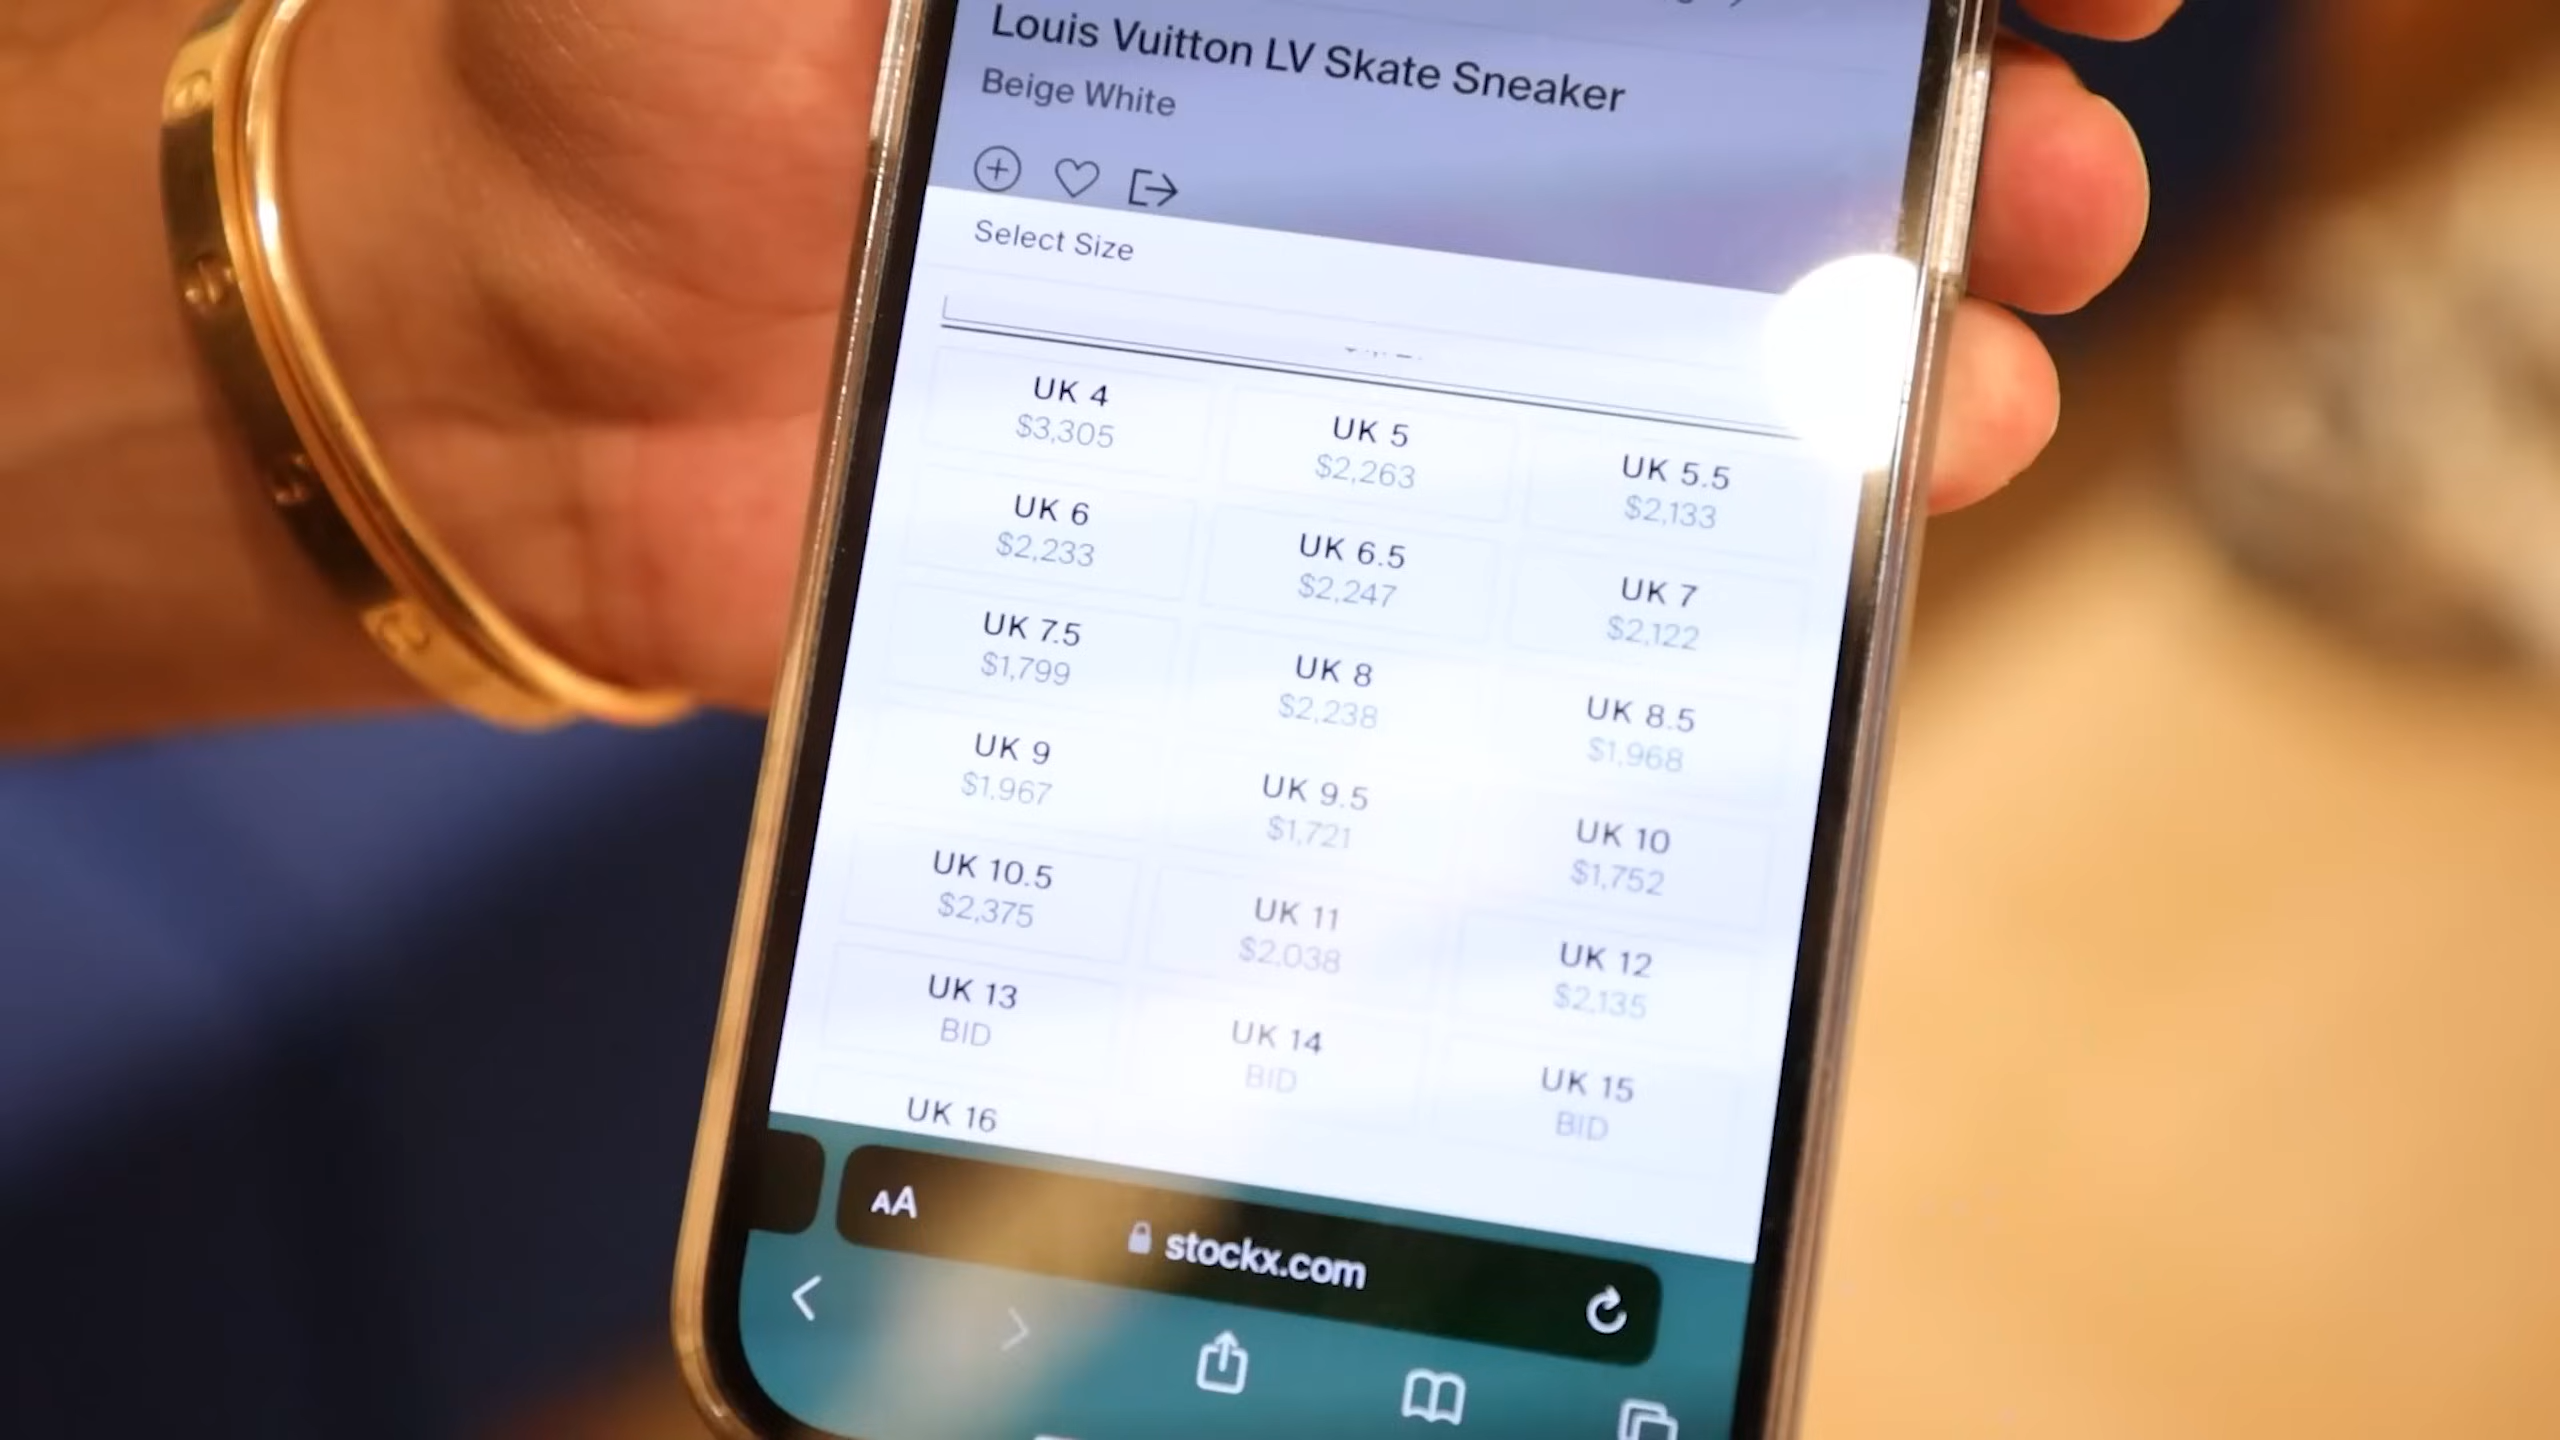 Louis Vuitton LV Skate Sneaker
Beige White
Select Size
UK 4
$3,305
UK 5
$2,263
UK 5.5
$2,133
UK 6
$2,233
UK 6.5
$2,247
UK 7
$2,122
UK 7.5
$1,799
UK 8
$2,238
UK 8.5
$1,968
UK 9
$1,967
UK 9.5
$1,721
UK 10
$1,752
UK 10.5
$2,375
UK 11
$2,038
UK 12
$2,135
UK 13
BID
UK 14
BID
UK 15
BID
UK 16
AA
stockx.com